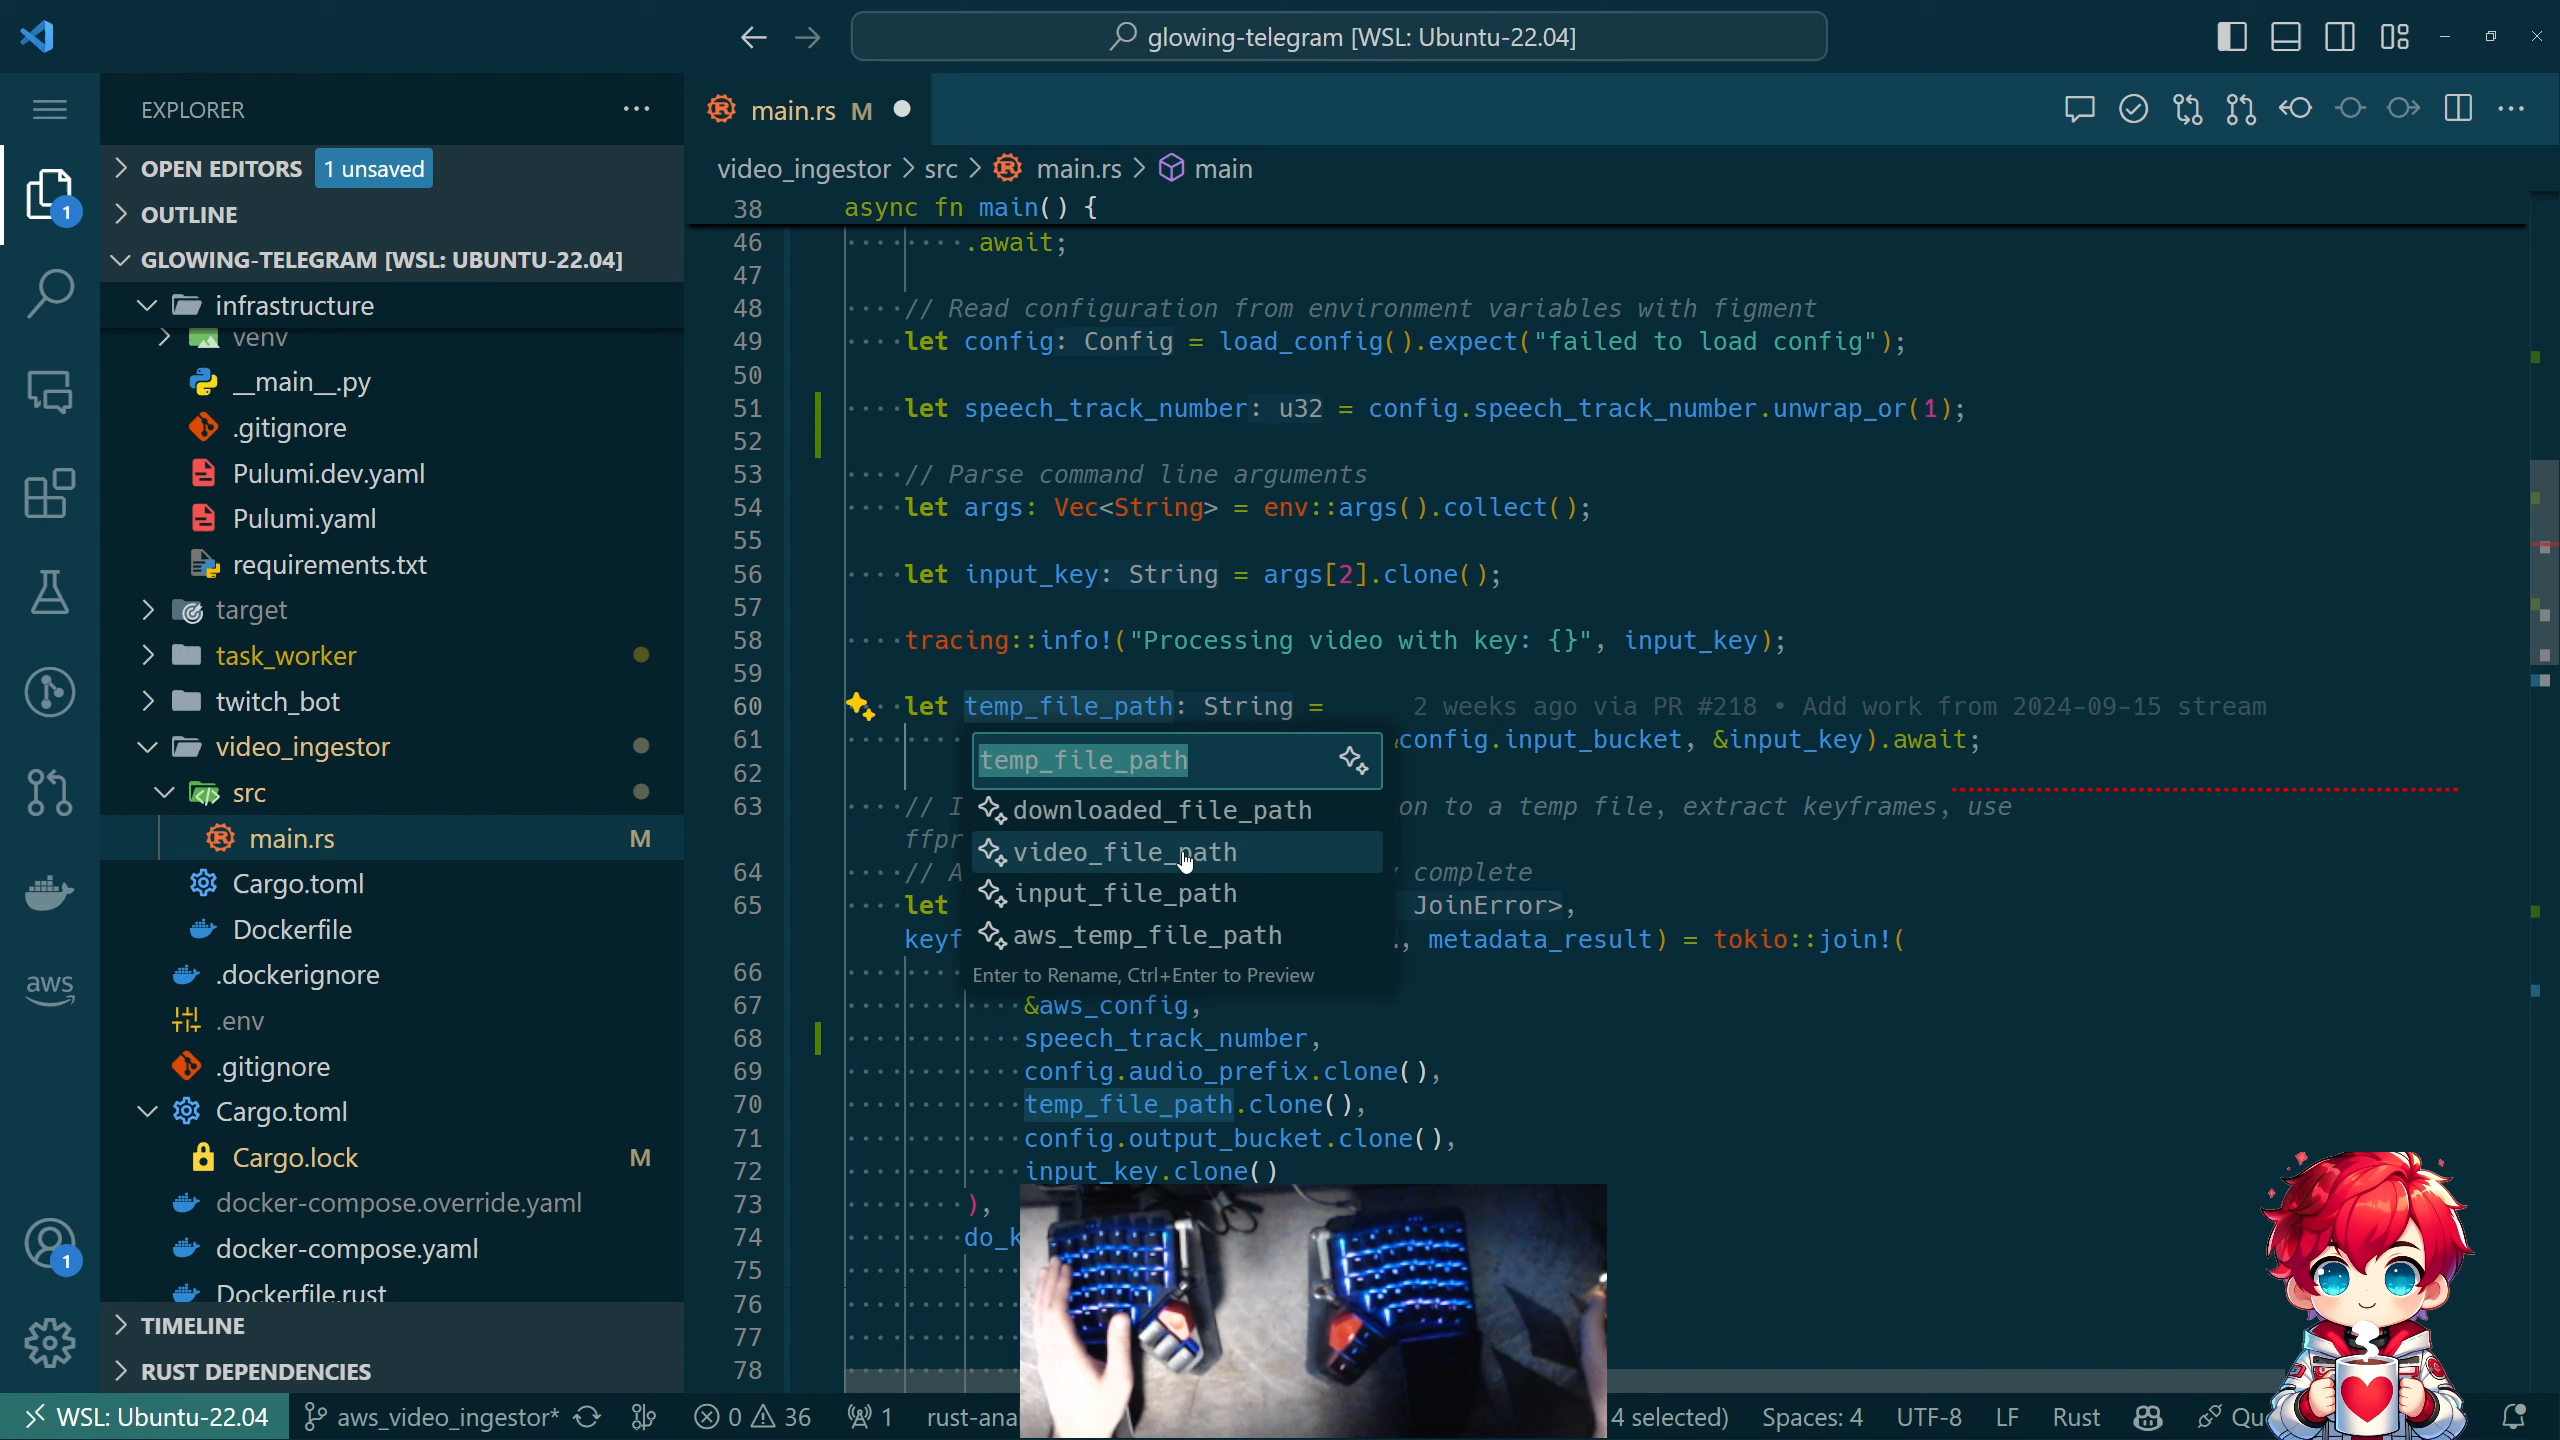 glowing-telegram [WSL: Ubuntu-22.04]
EXPLORER
OPEN EDITORS 1 unsaved
OUTLINE
GLOWING-TELEGRAM [WSL: UBUNTU-22.04]
infrastructure
venv
__main__.py
.gitignore
Pulumi.dev.yaml
Pulumi.yaml
requirements.txt
target
task_worker
twitch_bot
video_ingestor
src
main.rs M
Cargo.toml
Dockerfile
.dockerignore
.env
.gitignore
Cargo.toml
Cargo.lock M
docker-compose.override.yaml
docker-compose.yaml
Dockerfile.rust
TIMELINE
RUST DEPENDENCIES
1
aws
1
main.rs M
video_ingestor > src > main.rs > main
38 async fn main() {
46 .await;
47
48 // Read configuration from environment variables with figment
49 let config: Config = load_config().expect("failed to load config");
50
51 let speech_track_number: u32 = config.speech_track_number.unwrap_or(1);
52
53 // Parse command line arguments
54 let args: Vec<String> = env::args().collect();
55
56 let input_key: String = args[2].clone();
57
58 tracing::info!("Processing video with key: {}", input_key);
59
60 let temp_file_path: String = 2 weeks ago via PR #218 • Add work from 2024-09-15 stream
61 config.input_bucket, &input_key).await;
62 temp_file_path
63 // I on to a temp file, extract keyframes, use
ffpr
downloaded_file_path
video_file_path
input_file_path
aws_temp_file_path
Enter to Rename, Ctrl+Enter to Preview
64 // A complete
65 let JoinError>,
keyf , metadata_result) = tokio::join!(
66
67 &aws_config,
68 speech_track_number,
69 config.audio_prefix.clone(),
70 temp_file_path.clone(),
71 config.output_bucket.clone(),
72 input_key.clone()
73 ),
74 do_k
75
76
77
78
WSL: Ubuntu-22.04 aws_video_ingestor* 0 36 1 rust-ana 4 selected) Spaces: 4 UTF-8 LF Rust Qu